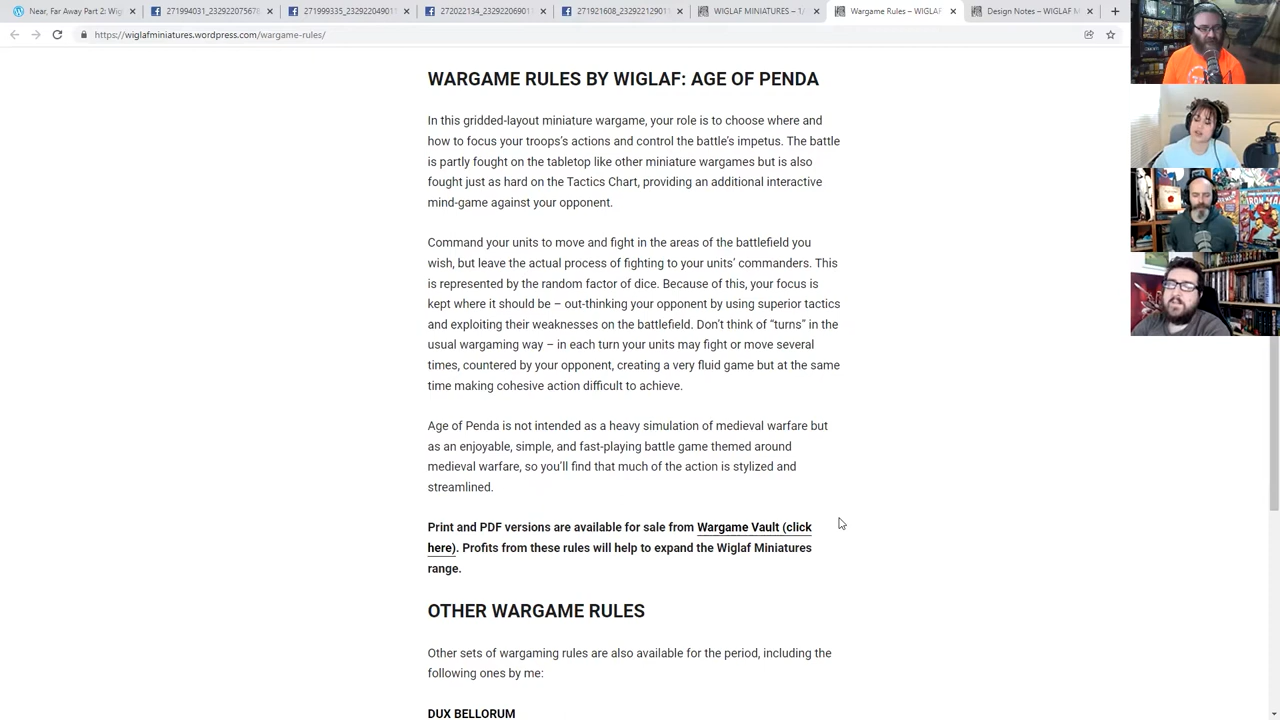 271994031_2329220756780
271999335_232922049011
272022134_23292209013
271921608_2329221290113
WIGLAF MINIATURES – 1/
Wargame Rules – WIGLAF
Design Notes – WIGLAF M
Near, Far Away Part 2: Wig
https://wiglafminiatures.wordpress.com/wargame-rules/
WARGAME RULES BY WIGLAF: AGE OF PENDA
In this gridded-layout miniature wargame, your role is to choose where and
how to focus your troops's actions and control the battle's impetus. The battle
is partly fought on the tabletop like other miniature wargames but is also
fought just as hard on the Tactics Chart, providing an additional interactive
mind-game against your opponent.
Command your units to move and fight in the areas of the battlefield you
wish, but leave the actual process of fighting to your units' commanders. This
is represented by the random factor of dice. Because of this, your focus is
kept where it should be – out-thinking your opponent by using superior tactics
and exploiting their weaknesses on the battlefield. Don't think of “turns” in the
usual wargaming way – in each turn your units may fight or move several
times, countered by your opponent, creating a very fluid game but at the same
time making cohesive action difficult to achieve.
Age of Penda is not intended as a heavy simulation of medieval warfare but
as an enjoyable, simple, and fast-playing battle game themed around
medieval warfare, so you'll find that much of the action is stylized and
streamlined.
Print and PDF versions are available for sale from Wargame Vault (click
here). Profits from these rules will help to expand the Wiglaf Miniatures
range.
OTHER WARGAME RULES
Other sets of wargaming rules are also available for the period, including the
following ones by me:
DUX BELLORUM
IRON MAN